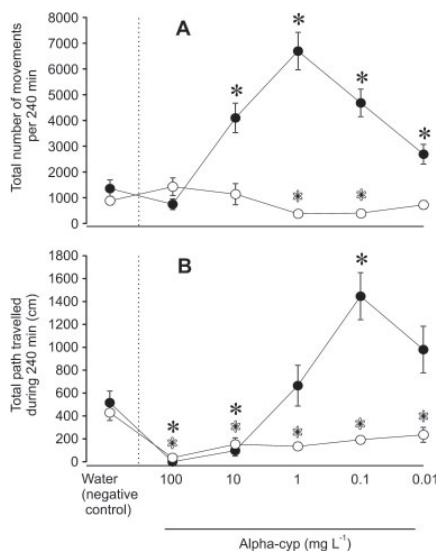 A
Total number of movements
per 240 min
8000
7000
6000
5000
4000
3000
2000
1000
0
* * * * *
* *
B
Total path travelled
during 240 min (cm)
1800
1600
1400
1200
1000
800
600
400
200
0
* * *
* * * * *
Water
(negative
control)
100 10 1 0.1 0.01
Alpha-cyp (mg L⁻¹)